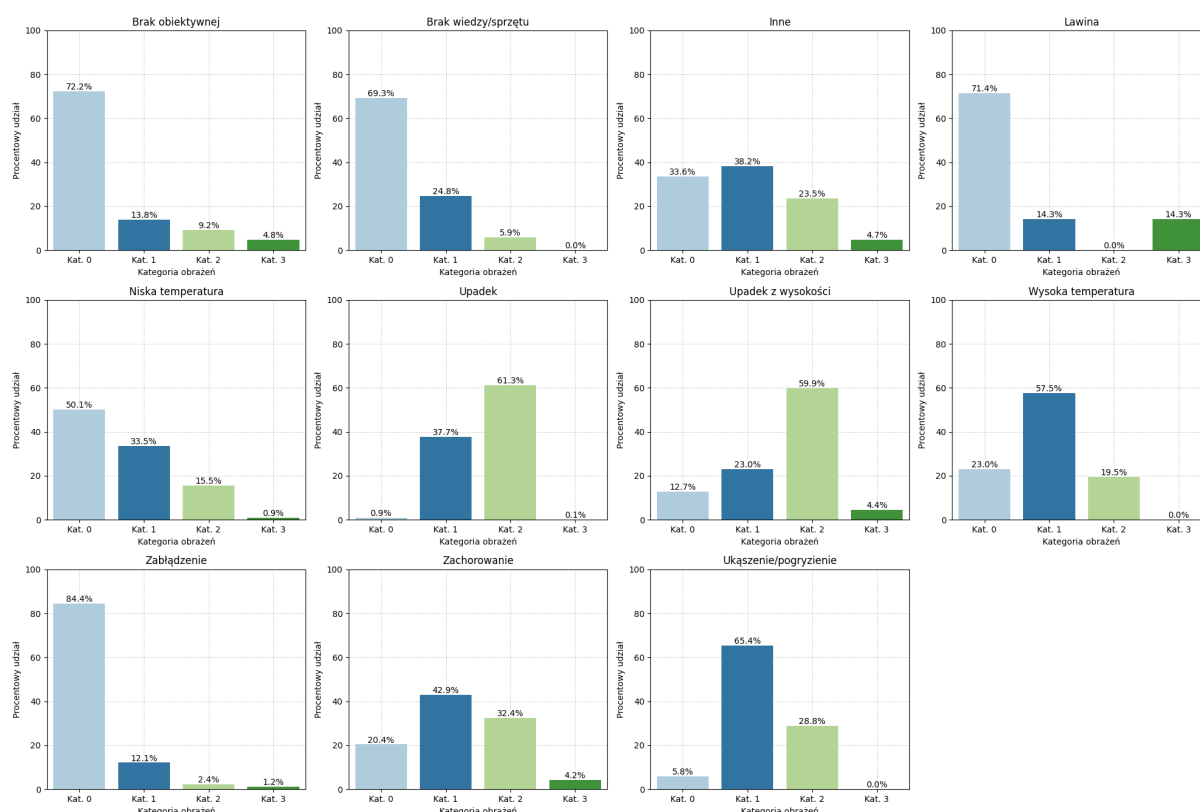 Brak obiektywnej
Procentowy udział
100
80
60
40
20
0
72.2%
13.8%
9.2%
4.8%
Kat. 0 Kat. 1 Kat. 2 Kat. 3
Kategoria obrażeń
Brak wiedzy/sprzętu
Procentowy udział
100
80
60
40
20
0
69.3%
24.8%
5.9%
0.0%
Kat. 0 Kat. 1 Kat. 2 Kat. 3
Kategoria obrażeń
Inne
Procentowy udział
100
80
60
40
20
0
33.6%
38.2%
23.5%
4.7%
Kat. 0 Kat. 1 Kat. 2 Kat. 3
Kategoria obrażeń
Lawina
Procentowy udział
100
80
60
40
20
0
71.4%
14.3%
0.0%
14.3%
Kat. 0 Kat. 1 Kat. 2 Kat. 3
Kategoria obrażeń
Niska temperatura
Procentowy udział
100
80
60
40
20
0
50.1%
33.5%
15.5%
0.9%
Kat. 0 Kat. 1 Kat. 2 Kat. 3
Kategoria obrażeń
Upadek
Procentowy udział
100
80
60
40
20
0
0.9%
37.7%
61.3%
0.1%
Kat. 0 Kat. 1 Kat. 2 Kat. 3
Kategoria obrażeń
Upadek z wysokości
Procentowy udział
100
80
60
40
20
0
12.7%
23.0%
59.9%
4.4%
Kat. 0 Kat. 1 Kat. 2 Kat. 3
Kategoria obrażeń
Wysoka temperatura
Procentowy udział
100
80
60
40
20
0
23.0%
57.5%
19.5%
0.0%
Kat. 0 Kat. 1 Kat. 2 Kat. 3
Kategoria obrażeń
Zabłądzenie
Procentowy udział
100
80
60
40
20
0
84.4%
12.1%
2.4%
1.2%
Kat. 0 Kat. 1 Kat. 2 Kat. 3
Kategoria obrażeń
Zachorowanie
Procentowy udział
100
80
60
40
20
0
20.4%
42.9%
32.4%
4.2%
Kat. 0 Kat. 1 Kat. 2 Kat. 3
Kategoria obrażeń
Ukąszenie/pogryzienie
Procentowy udział
100
80
60
40
20
0
5.8%
65.4%
28.8%
0.0%
Kat. 0 Kat. 1 Kat. 2 Kat. 3
Kategoria obrażeń